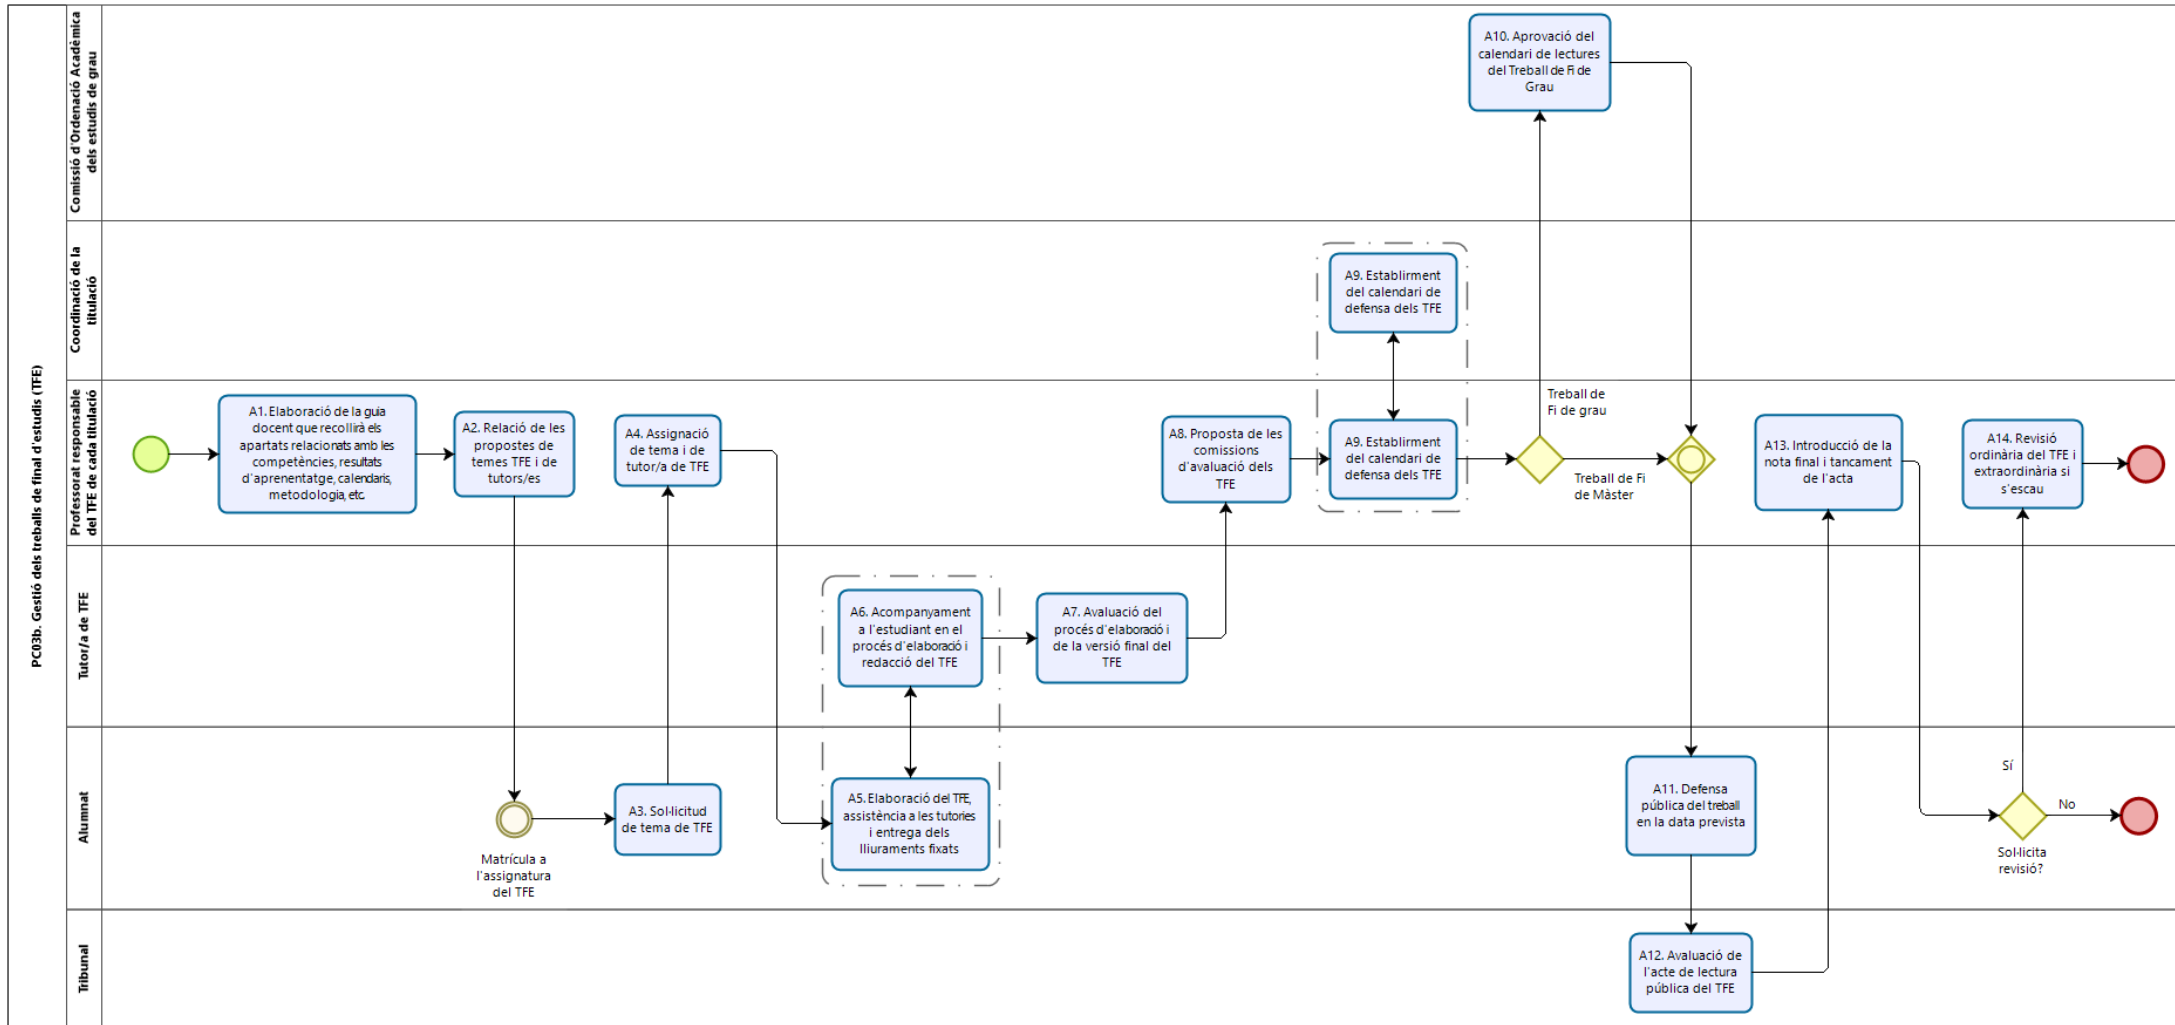 PC03b. Gestió dels treballs de final d'estudis (TFE)
Comissió d'Ordenació Acadèmica
dels estudis de grau
A10. Aprovació del
calendari de lectures
del Treball de Fi de
Grau
Coordinació de la
titulació
A9. Establirment
del calendari de
defensa dels TFE
Professorat responsable
del TFE de cada titulació
A1. Elaboració de la guia
docent que recollirà els
apartats relacionats amb les
competències, resultats
d'aprenentatge, calendaris,
metodologia, etc.
A2. Relació de les
propostes de
temes TFE i de
tutors/es
A4. Assignació
de tema i de
tutor/a de TFE
A8. Proposta de les
comissions
d'avaluació dels
TFE
A9. Establirment
del calendari de
defensa dels TFE
Treball de
Fi de grau
Treball de Fi
de Màster
A13. Introducció de la
nota final i tancament
de l'acta
A14. Revisió
ordinària del TFE i
extraordinària si
s'escau
Tutor/a de TFE
A6. Acompanyament
a l'estudiant en el
procés d'elaboració i
redacció del TFE
A7. Avaluació del
procés d'elaboració i
de la versió final del
TFE
Alumnat
Matrícula a
l'assignatura
del TFE
A3. Sol·licitud
de tema de TFE
A5. Elaboració del TFE,
assistència a les tutories
i entrega dels
lliuraments fixats
A11. Defensa
pública del treball
en la data prevista
Sí
No
Sol·licita
revisió?
Tribunal
A12. Avaluació de
l'acte de lectura
pública del TFE